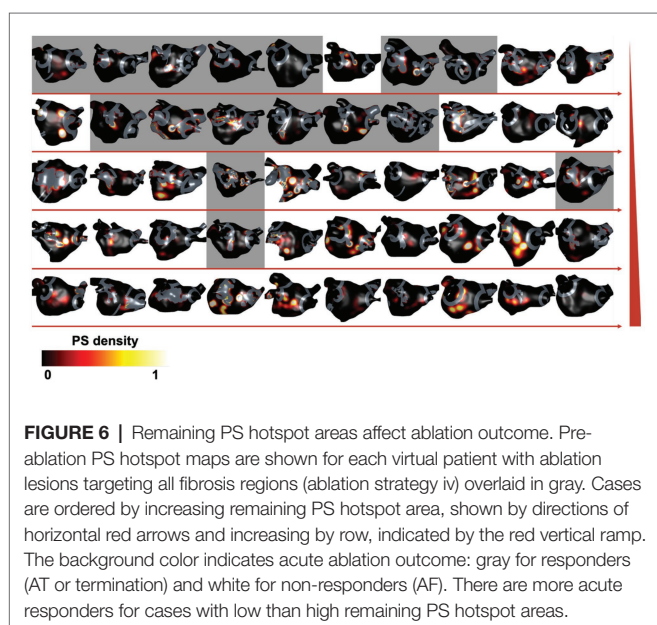 PS density
0 1
FIGURE 6 | Remaining PS hotspot areas affect ablation outcome. Pre-
ablation PS hotspot maps are shown for each virtual patient with ablation
lesions targeting all fibrosis regions (ablation strategy iv) overlaid in gray. Cases
are ordered by increasing remaining PS hotspot area, shown by directions of
horizontal red arrows and increasing by row, indicated by the red vertical ramp.
The background color indicates acute ablation outcome: gray for responders
(AT or termination) and white for non-responders (AF). There are more acute
responders for cases with low than high remaining PS hotspot areas.